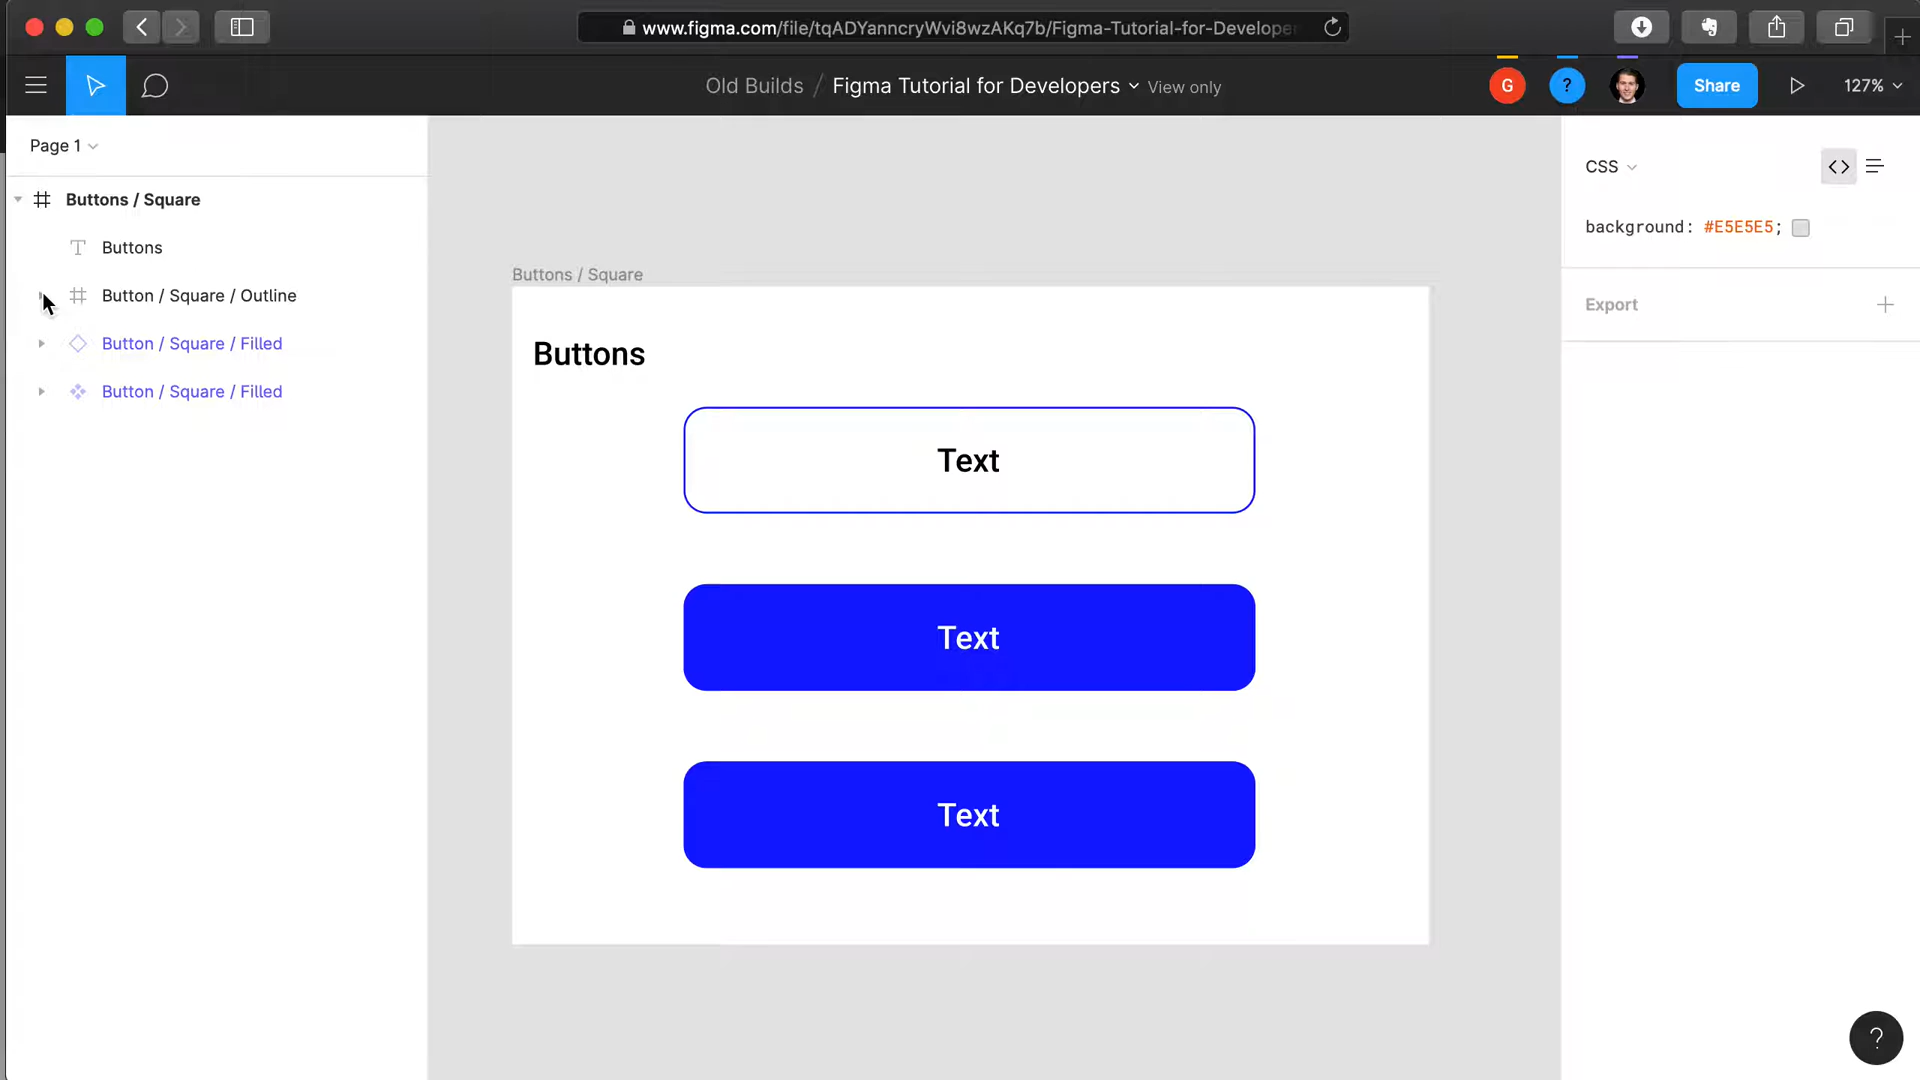 www.figma.com/file/tqADYanncryWvi8wzAKq7b/Figma-Tutorial-for-Develope
Old Builds / Figma Tutorial for Developers View only
G
?
Share
127%
Page 1
Buttons / Square
Buttons
Button / Square / Outline
Button / Square / Filled
Button / Square / Filled
Buttons / Square
Buttons
Text
Text
Text
CSS
background: #E5E5E5;
Export
?